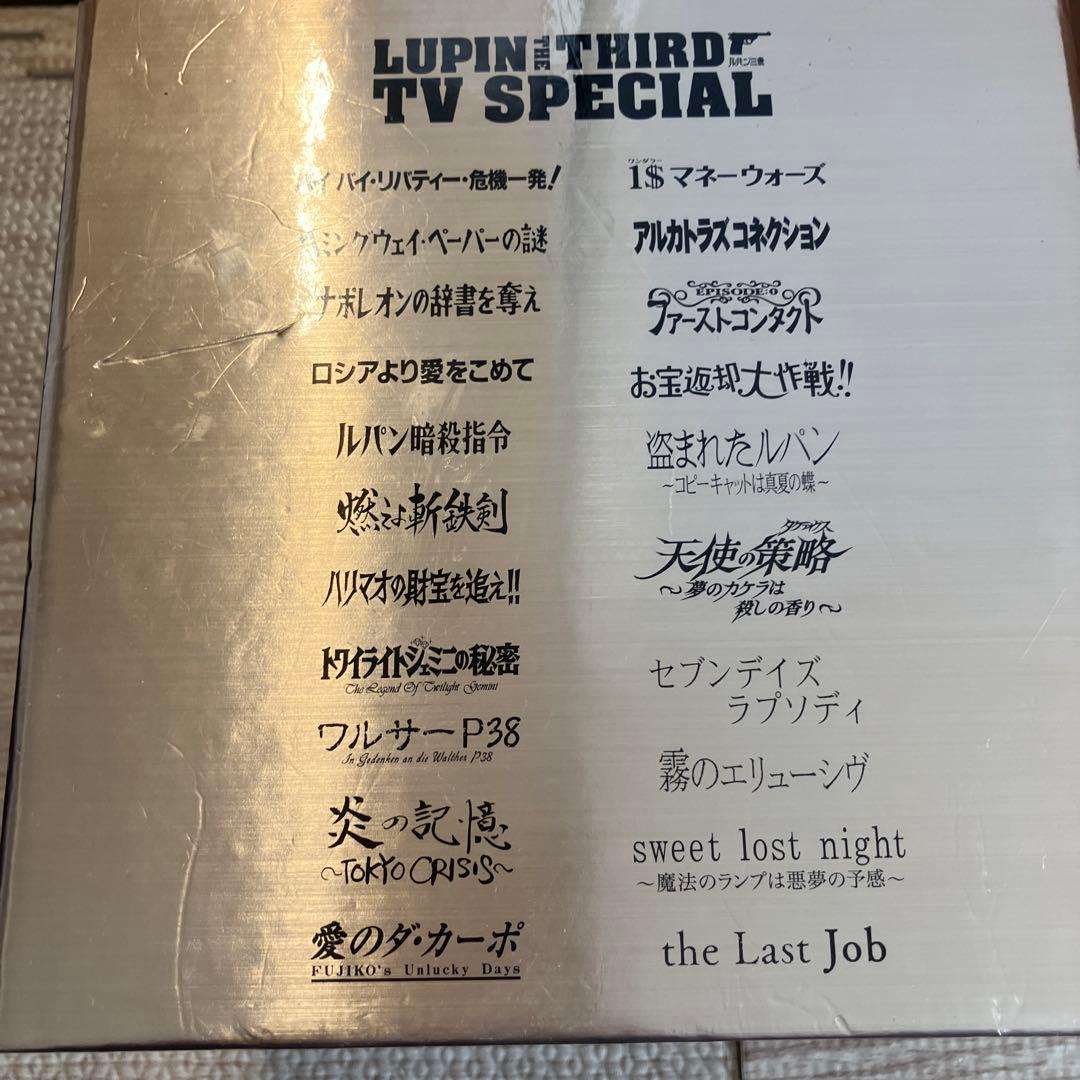 LUPIN THE THIRD
ルパン三世
TV SPECIAL
バイバイ・リバティー・危機一発!
ヘミングウェイ・ペーパーの謎
ナポレオンの辞書を奪え
ロシアより愛をこめて
ルパン暗殺指令
燃えよ斬鉄剣
ハリマオの財宝を追え!!
トワイライトジェミニの秘密
The Legend Of Twilight Gemini
ワルサーP38
In Gedenken an die Walther P38
炎の記憶
～TOKYO CRISIS～
愛のダ・カーポ
FUJIKO's Unlucky Days
ワンダラー
1$マネーウォーズ
アルカトラズコネクション
EPISODE:0
ファーストコンタクト
お宝返却大作戦!!
盗まれたルパン
～コピーキャットは真夏の蝶～
タクティクス
天使の策略
～夢のカケラは
殺しの香り～
セブンデイズ
ラプソディ
霧のエリューシヴ
sweet lost night
～魔法のランプは悪夢の予感～
the Last Job